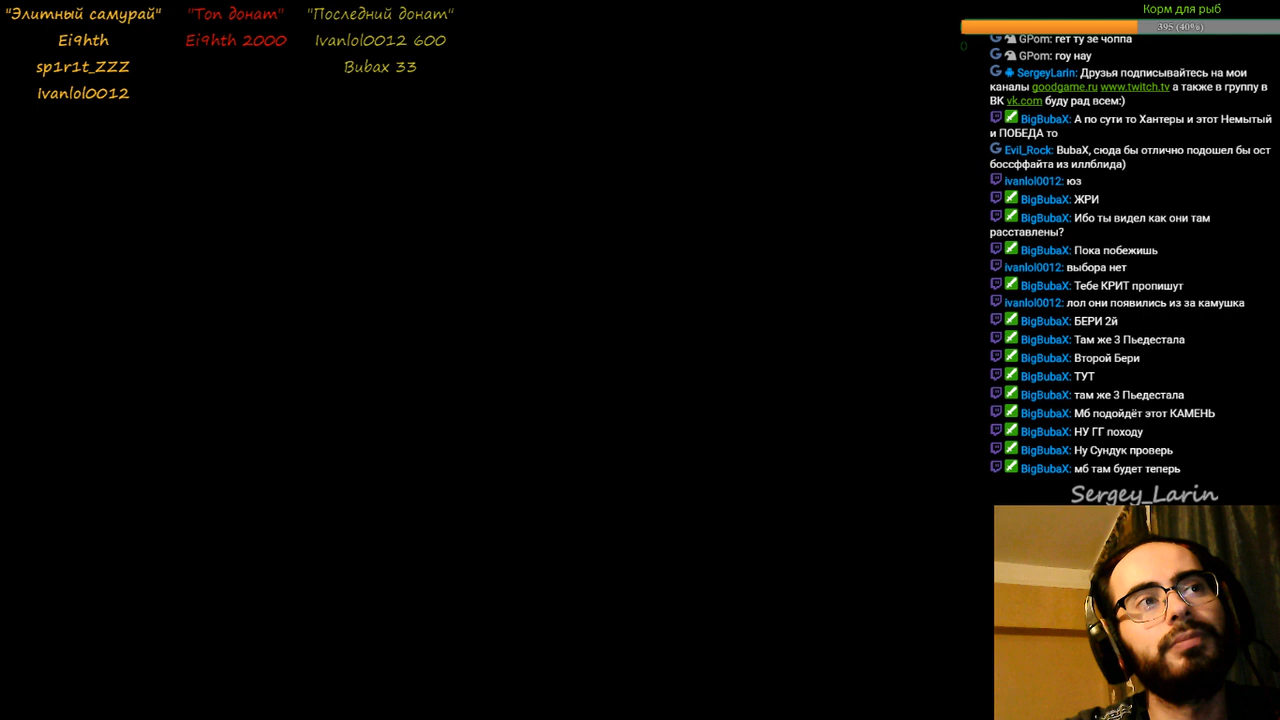 "Элитный самурай"
Ei9hth
sp1r1t_ZZZ
ivanlol0012
"Топ донат"
Ei9hth 2000
"Последний донат"
Ivanlol0012 600
Bubax 33
Корм для рыб
395 (40%)
0
GPom: гет ту зе чоппа
GPom: гоу нау
SergeyLarin: Друзья подписывайтесь на мои
каналы goodgame.ru www.twitch.tv а также в группу в
ВК vk.com буду рад всем:)
BigBubaX: А по сути то Хантеры и этот Немытый
и ПОБЕДА то
Evil_Rock: BubaX, сюда бы отлично подошел бы ост
боссффайта из иллблида)
ivanlol0012: юз
BigBubaX: ЖРИ
BigBubaX: Ибо ты видел как они там
расставлены?
BigBubaX: Пока побежишь
ivanlol0012: выбора нет
BigBubaX: Тебе КРИТ пропишут
ivanlol0012: лол они появились из за камушка
BigBubaX: БЕРИ 2й
BigBubaX: Там же 3 Пьедестала
BigBubaX: Второй Бери
BigBubaX: ТУТ
BigBubaX: там же 3 Пьедестала
BigBubaX: Мб подойдёт этот КАМЕНЬ
BigBubaX: НУ ГГ походу
BigBubaX: Ну Сундук проверь
BigBubaX: мб там будет теперь
Sergey_Larin